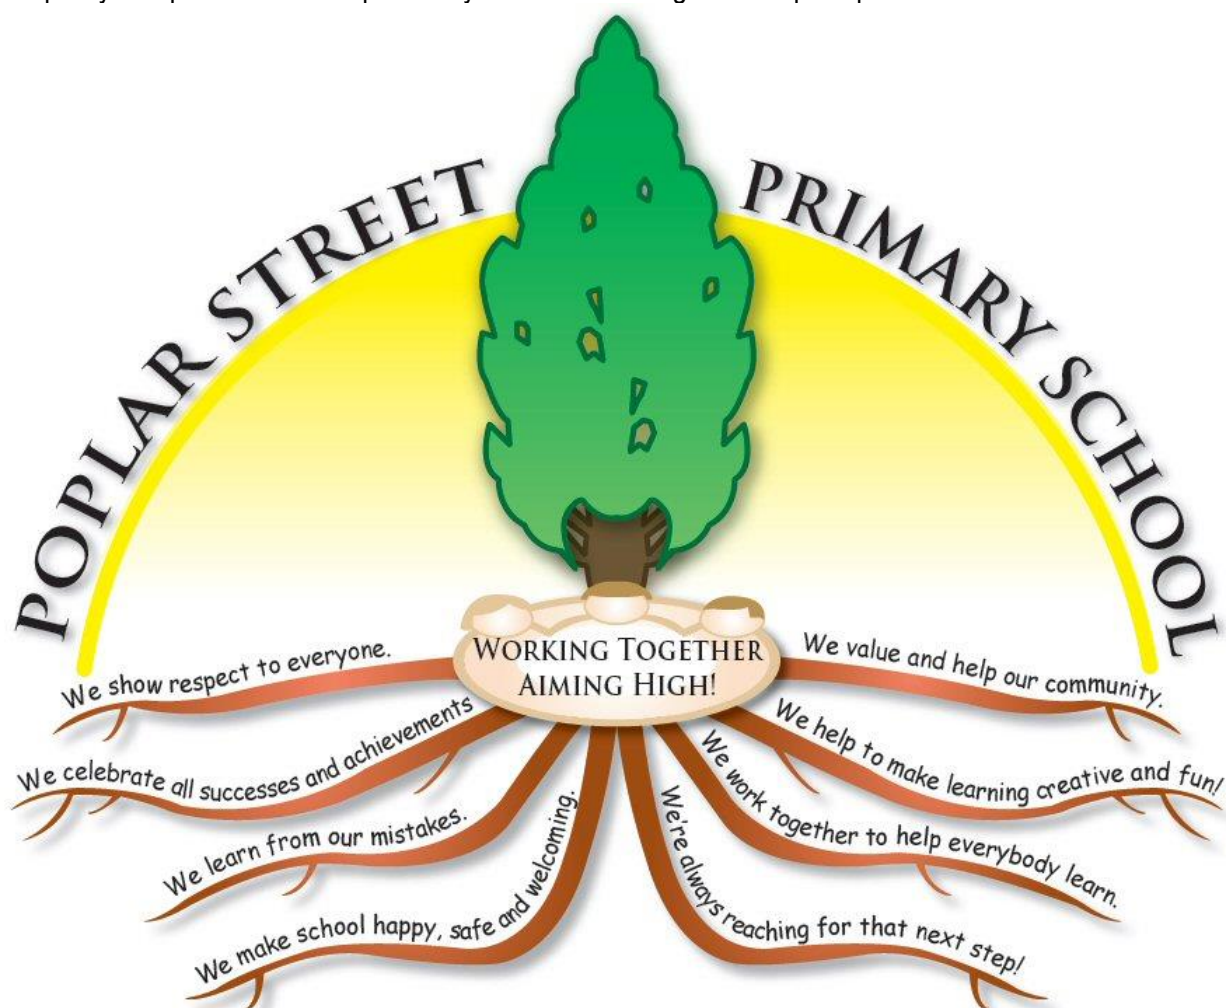 POPLAR STREET PRIMARY SCHOOL
WORKING TOGETHER
AIMING HIGH!
We show respect to everyone.
We celebrate all successes and achievements
We learn from our mistakes.
We make school happy, safe and welcoming.
We value and help our community.
We help to make learning creative and fun!
We work together to help everybody learn.
We're always reaching for that next step!